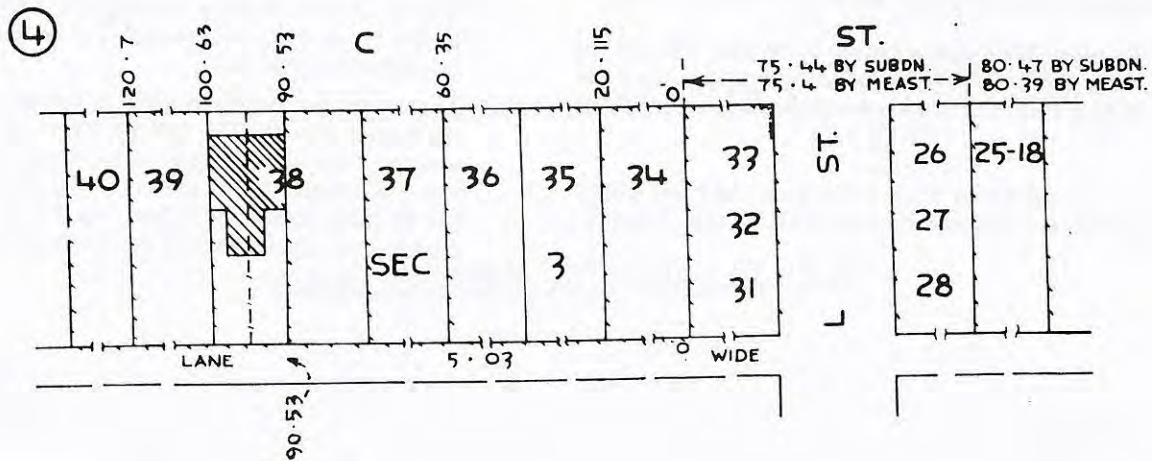 4
120·7
100·63
90·53
C
60·35
20·115
0
ST.
75·44 BY SUBDN.
75·4 BY MEAST.
80·47 BY SUBDN.
80·39 BY MEAST.
40
39
38
37
36
35
34
33
ST.
26
25-18
32
27
SEC
3
31
28
L
LANE
5·03
0
WIDE
90·53